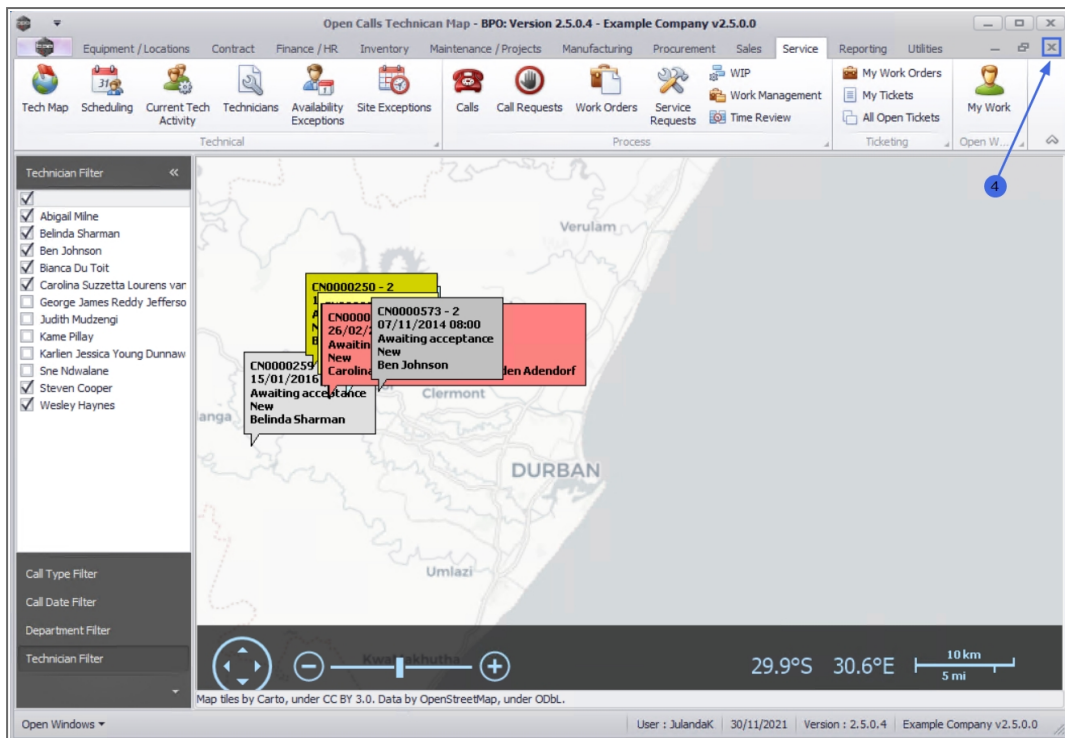 Open Calls Technican Map - BPO: Version 2.5.0.4 - Example Company v2.5.0.0
Equipment / Locations Contract Finance / HR Inventory Maintenance / Projects Manufacturing Procurement Sales Service Reporting Utilities
Tech Map
Scheduling
Current Tech
Activity
Technicians
Availability
Exceptions
Site Exceptions
Technical
Calls
Call Requests
Work Orders
Service
Requests
WIP
Work Management
Time Review
Process
My Work Orders
My Tickets
All Open Tickets
Ticketing
My Work
Open W...
4
Technician Filter
Abigail Milne
Belinda Sharman
Ben Johnson
Bianca Du Toit
Carolina Suzzetta Lourens van
George James Reddy Jefferso
Judith Mudzengi
Kame Pillay
Karlien Jessica Young Dunnaw
Sne Ndwalane
Steven Cooper
Wesley Haynes
Call Type Filter
Call Date Filter
Department Filter
Technician Filter
Verulam
CN0000250 - 2
CN0000
26/02/2
Awaitin
New
Carolina
den Adendorf
CN0000573 - 2
07/11/2014 08:00
Awaiting acceptance
New
Ben Johnson
CN0000259
15/01/2016
Awaiting acceptance
New
Belinda Sharman
Clermont
anga
DURBAN
Umlazi
29.9°S 30.6°E
10 km
5 mi
Map tiles by Carto, under CC BY 3.0. Data by OpenStreetMap, under ODbL.
Open Windows
User : JulandaK 30/11/2021 Version : 2.5.0.4 Example Company v2.5.0.0